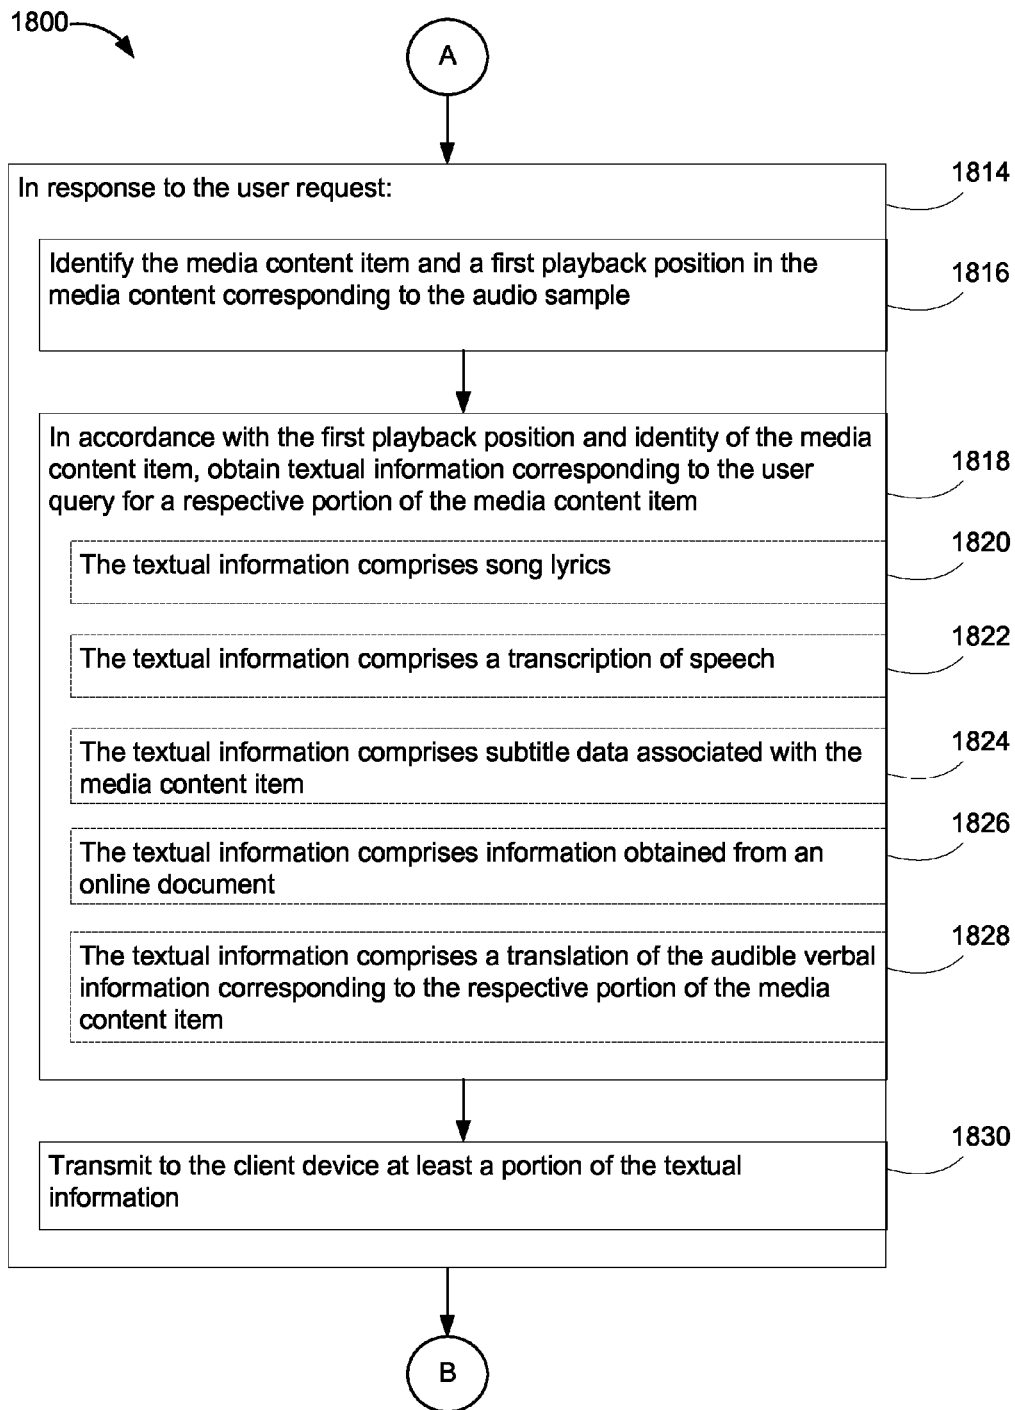 1800
A
In response to the user request:
1814
Identify the media content item and a first playback position in the
media content corresponding to the audio sample
1816
In accordance with the first playback position and identity of the media
content item, obtain textual information corresponding to the user
query for a respective portion of the media content item
1818
The textual information comprises song lyrics
1820
The textual information comprises a transcription of speech
1822
The textual information comprises subtitle data associated with the
media content item
1824
The textual information comprises information obtained from an
online document
1826
The textual information comprises a translation of the audible verbal
information corresponding to the respective portion of the media
content item
1828
Transmit to the client device at least a portion of the textual
information
1830
B